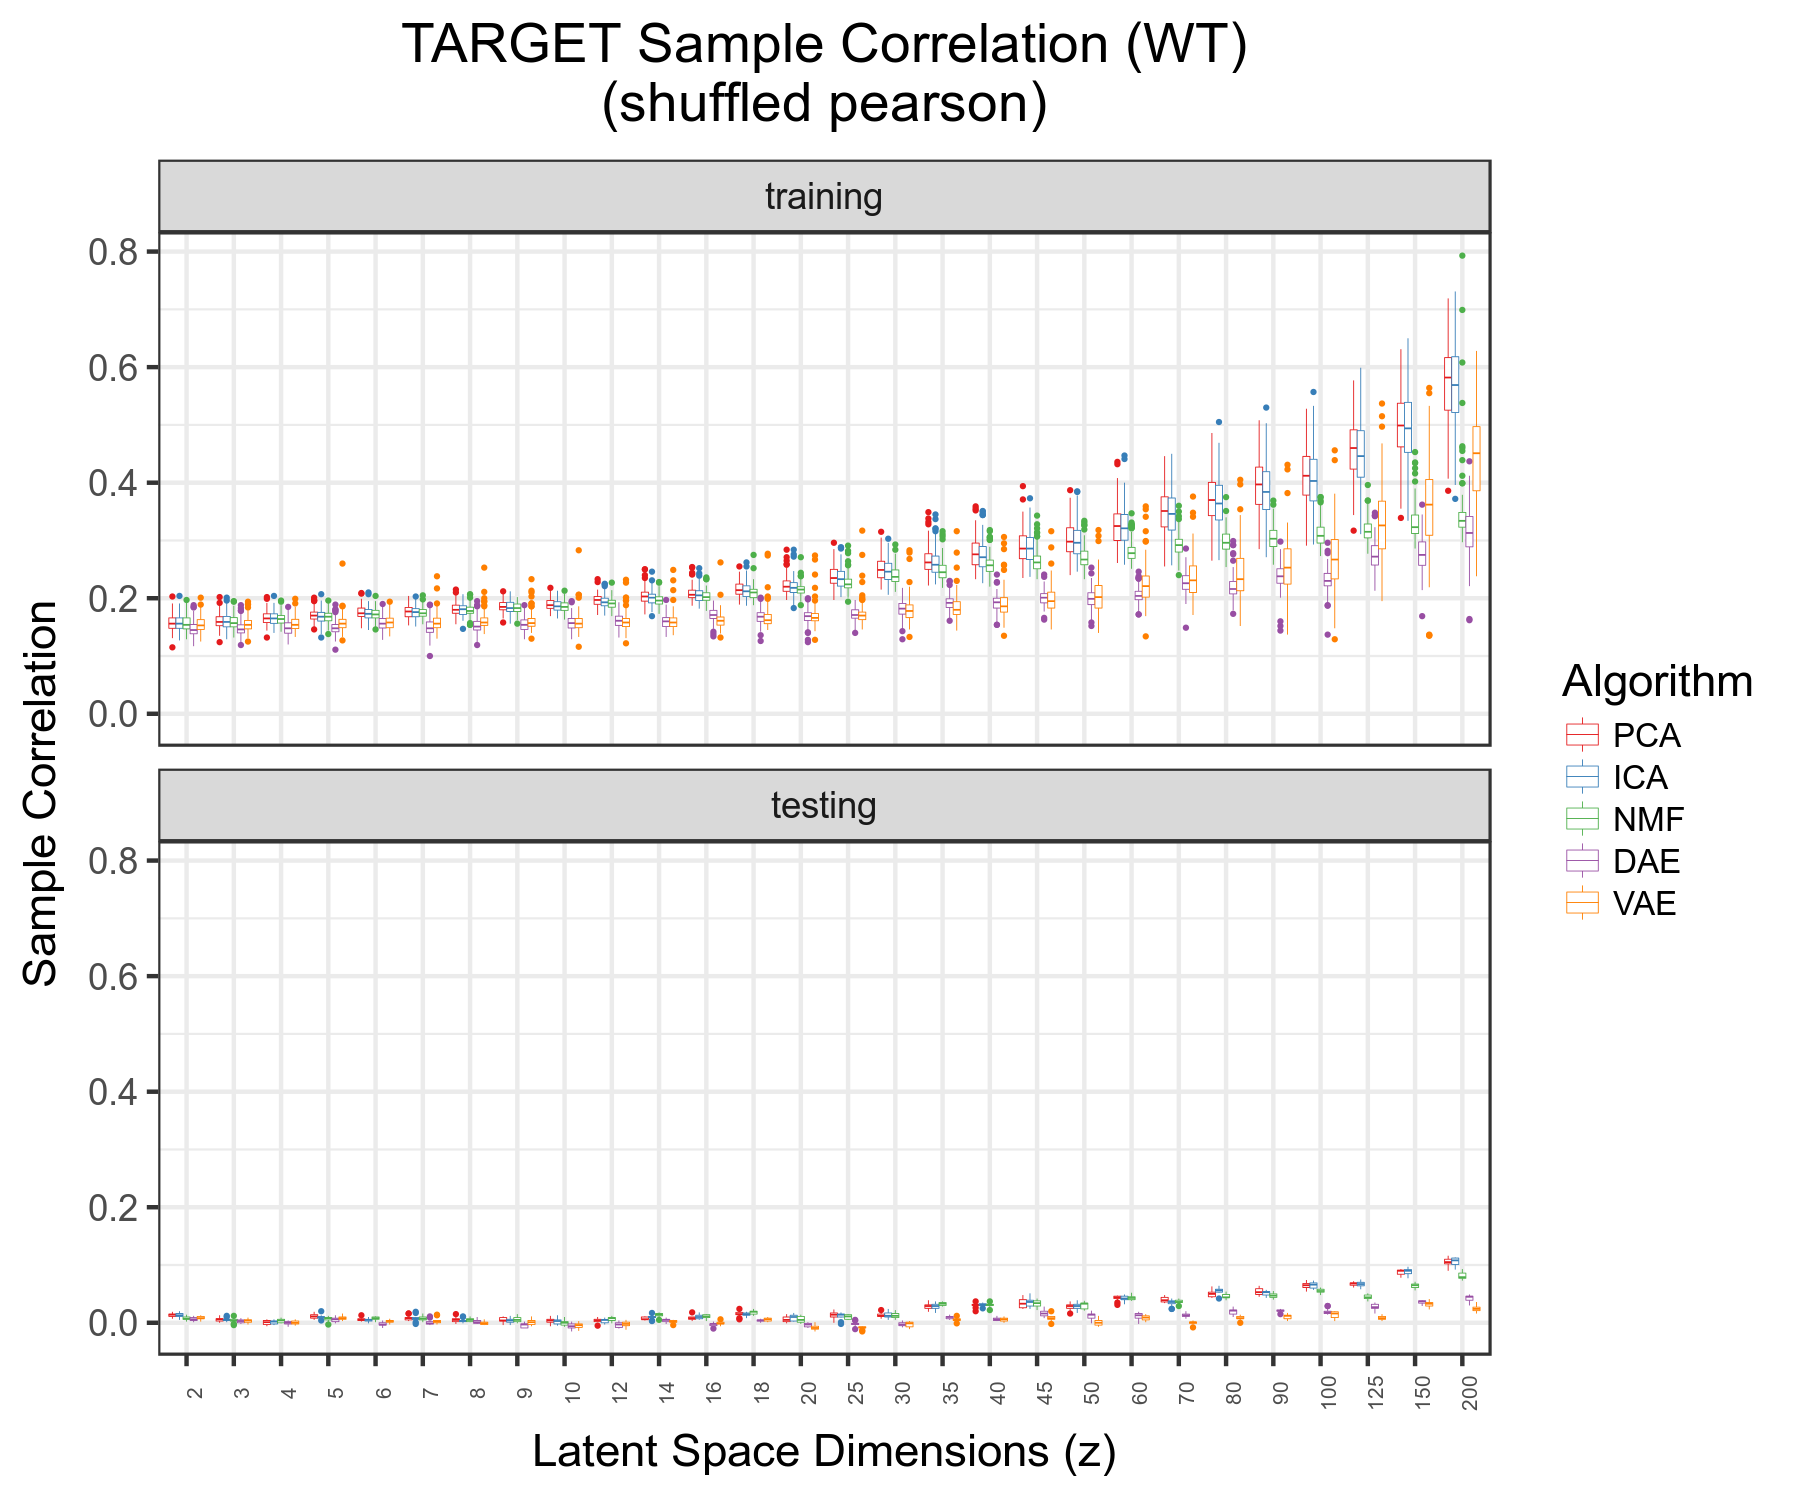 TARGET Sample Correlation (WT)
(shuffled pearson)
training
0.8
0.6
0.4
0.2
0.0
testing
0.8
0.6
0.4
0.2
0.0
Sample Correlation
2 3 4 5 6 7 8 9 10 12 14 16 18 20 25 30 35 40 45 50 60 70 80 90 100 125 150 200
Latent Space Dimensions (z)
Algorithm
PCA
ICA
NMF
DAE
VAE